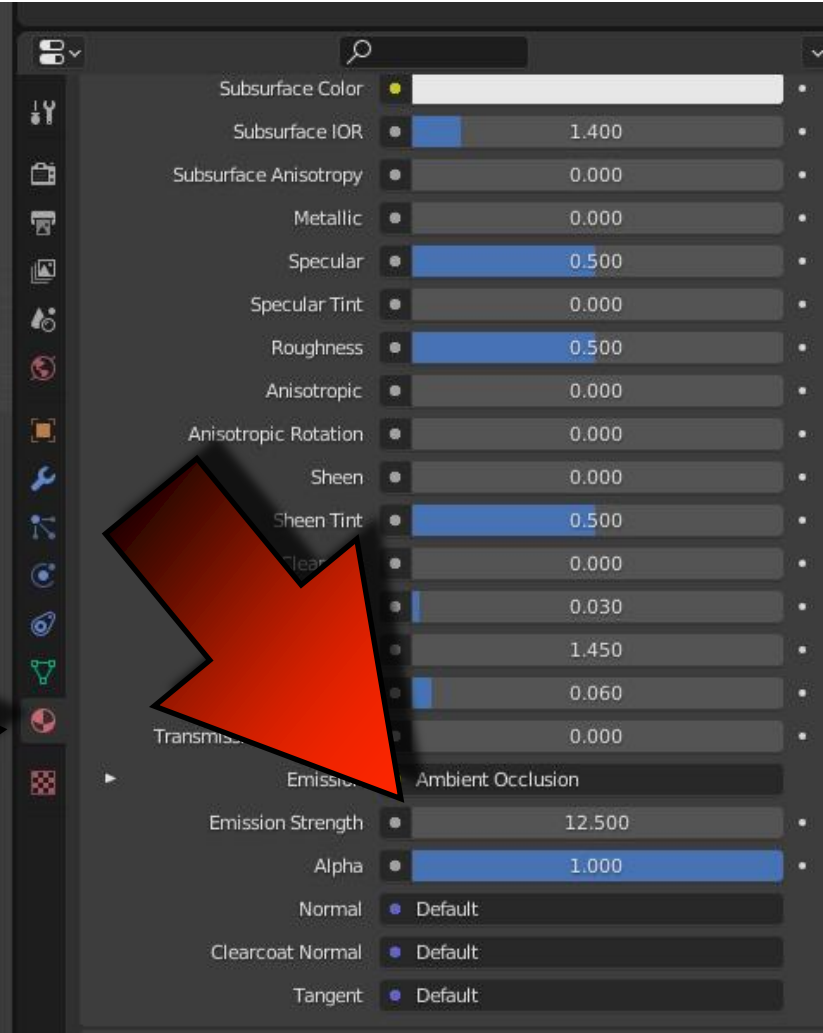 Subsurface Color
Subsurface IOR 1.400
Subsurface Anisotropy 0.000
Metallic 0.000
Specular 0.500
Specular Tint 0.000
Roughness 0.500
Anisotropic 0.000
Anisotropic Rotation 0.000
Sheen 0.000
Sheen Tint 0.500
0.000
0.030
1.450
0.060
0.000
Emission Ambient Occlusion
Emission Strength 12.500
Alpha 1.000
Normal Default
Clearcoat Normal Default
Tangent Default